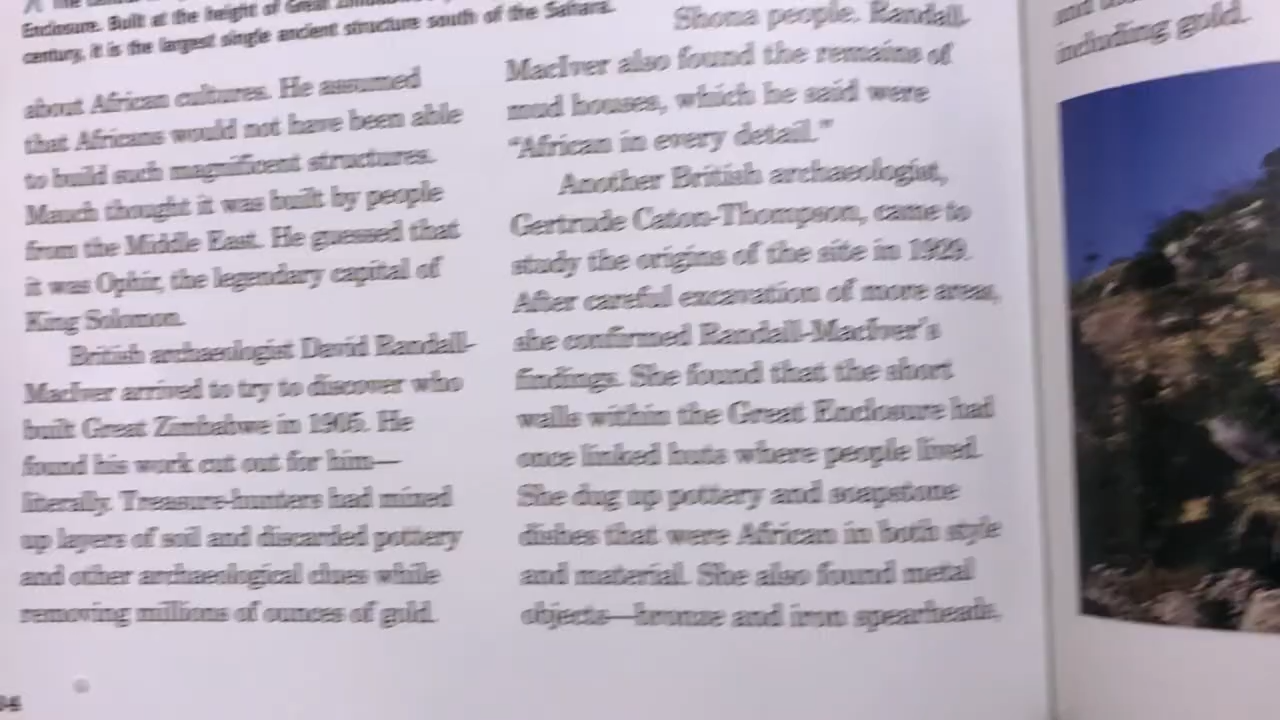 Enclosure. Built at the height of Great
century, it is the largest single ancient structure south of the Sahara.
about African cultures. He assumed
that Africans would not have been able
to build such magnificent structures.
Mauch thought it was built by people
from the Middle East. He guessed that
it was Ophir, the legendary capital of
King Solomon.
British archaeologist David Randall-
MacIver arrived to try to discover who
built Great Zimbabwe in 1905. He
found his work cut out for him—
literally. Treasure-hunters had mixed
up layers of soil and discarded pottery
and other archaeological clues while
removing millions of ounces of gold.
Shona people. Randall-
MacIver also found the remains of
mud houses, which he said were
“African in every detail.”
Another British archaeologist,
Gertrude Caton-Thompson, came to
study the origins of the site in 1929.
After careful excavation of more areas,
she confirmed Randall-MacIver's
findings. She found that the short
walls within the Great Enclosure had
once linked huts where people lived.
She dug up pottery and soapstone
dishes that were African in both style
and material. She also found metal
objects—bronze and iron spearheads,
and
including gold.